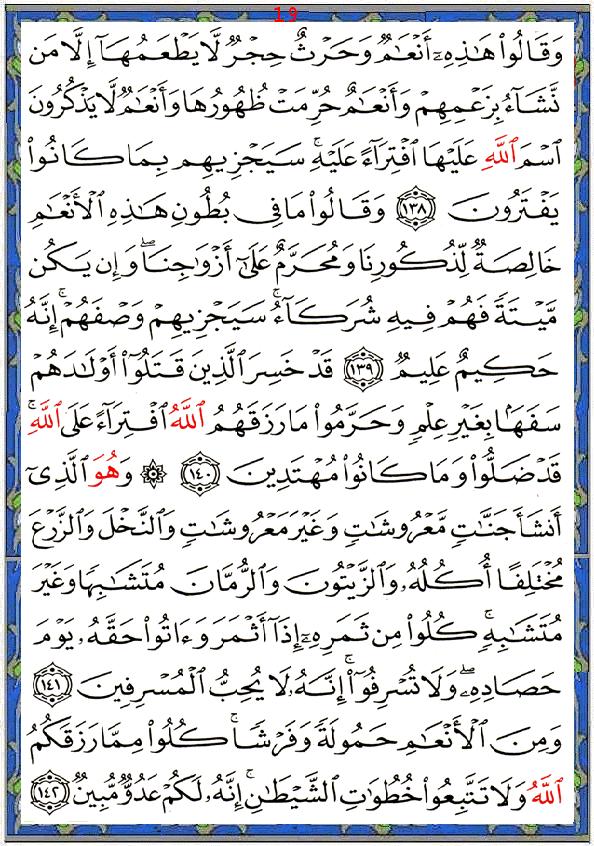 19
وَقَالُوا۟ هَـٰذِهِۦٓ أَنْعَـٰمٌ وَحَرْثٌ حِجْرٌ لَّا يَطْعَمُهَآ إِلَّا مَن
نَّشَآءُ بِزَعْمِهِمْ وَأَنْعَـٰمٌ حُرِّمَتْ ظُهُورُهَا وَأَنْعَـٰمٌ لَّا يَذْكُرُونَ
ٱسْمَ ٱللَّهِ عَلَيْهَا ٱفْتِرَآءً عَلَيْهِ ۚ سَيَجْزِيهِم بِمَا كَانُوا۟
يَفْتَرُونَ ١٣٨ وَقَالُوا۟ مَا فِى بُطُونِ هَـٰذِهِ ٱلْأَنْعَـٰمِ
خَالِصَةٌ لِّذُكُورِنَا وَمُحَرَّمٌ عَلَىٰٓ أَزْوَٰجِنَا ۖ وَإِن يَكُن
مَّيْتَةً فَهُمْ فِيهِ شُرَكَآءُ ۚ سَيَجْزِيهِمْ وَصْفَهُمْ ۚ إِنَّهُۥ
حَكِيمٌ عَلِيمٌ ١٣٩ قَدْ خَسِرَ ٱلَّذِينَ قَتَلُوٓا۟ أَوْلَـٰدَهُمْ
سَفَهًۢا بِغَيْرِ عِلْمٍ وَحَرَّمُوا۟ مَا رَزَقَهُمُ ٱللَّهُ ٱفْتِرَآءً عَلَى ٱللَّهِ ۚ
قَدْ ضَلُّوا۟ وَمَا كَانُوا۟ مُهْتَدِينَ ١٤٠ ۞ وَهُوَ ٱلَّذِىٓ
أَنشَأَ جَنَّـٰتٍ مَّعْرُوشَـٰتٍ وَغَيْرَ مَعْرُوشَـٰتٍ وَٱلنَّخْلَ وَٱلزَّرْعَ
مُخْتَلِفًا أُكُلُهُۥ وَٱلزَّيْتُونَ وَٱلرُّمَّانَ مُتَشَـٰبِهًا وَغَيْرَ
مُتَشَـٰبِهٍ ۚ كُلُوا۟ مِن ثَمَرِهِۦٓ إِذَآ أَثْمَرَ وَءَاتُوا۟ حَقَّهُۥ يَوْمَ
حَصَادِهِۦ ۖ وَلَا تُسْرِفُوٓا۟ ۚ إِنَّهُۥ لَا يُحِبُّ ٱلْمُسْرِفِينَ ١٤١
وَمِنَ ٱلْأَنْعَـٰمِ حَمُولَةً وَفَرْشًا ۚ كُلُوا۟ مِمَّا رَزَقَكُمُ
ٱللَّهُ وَلَا تَتَّبِعُوا۟ خُطُوَٰتِ ٱلشَّيْطَـٰنِ ۚ إِنَّهُۥ لَكُمْ عَدُوٌّ مُّبِينٌ ١٤٢